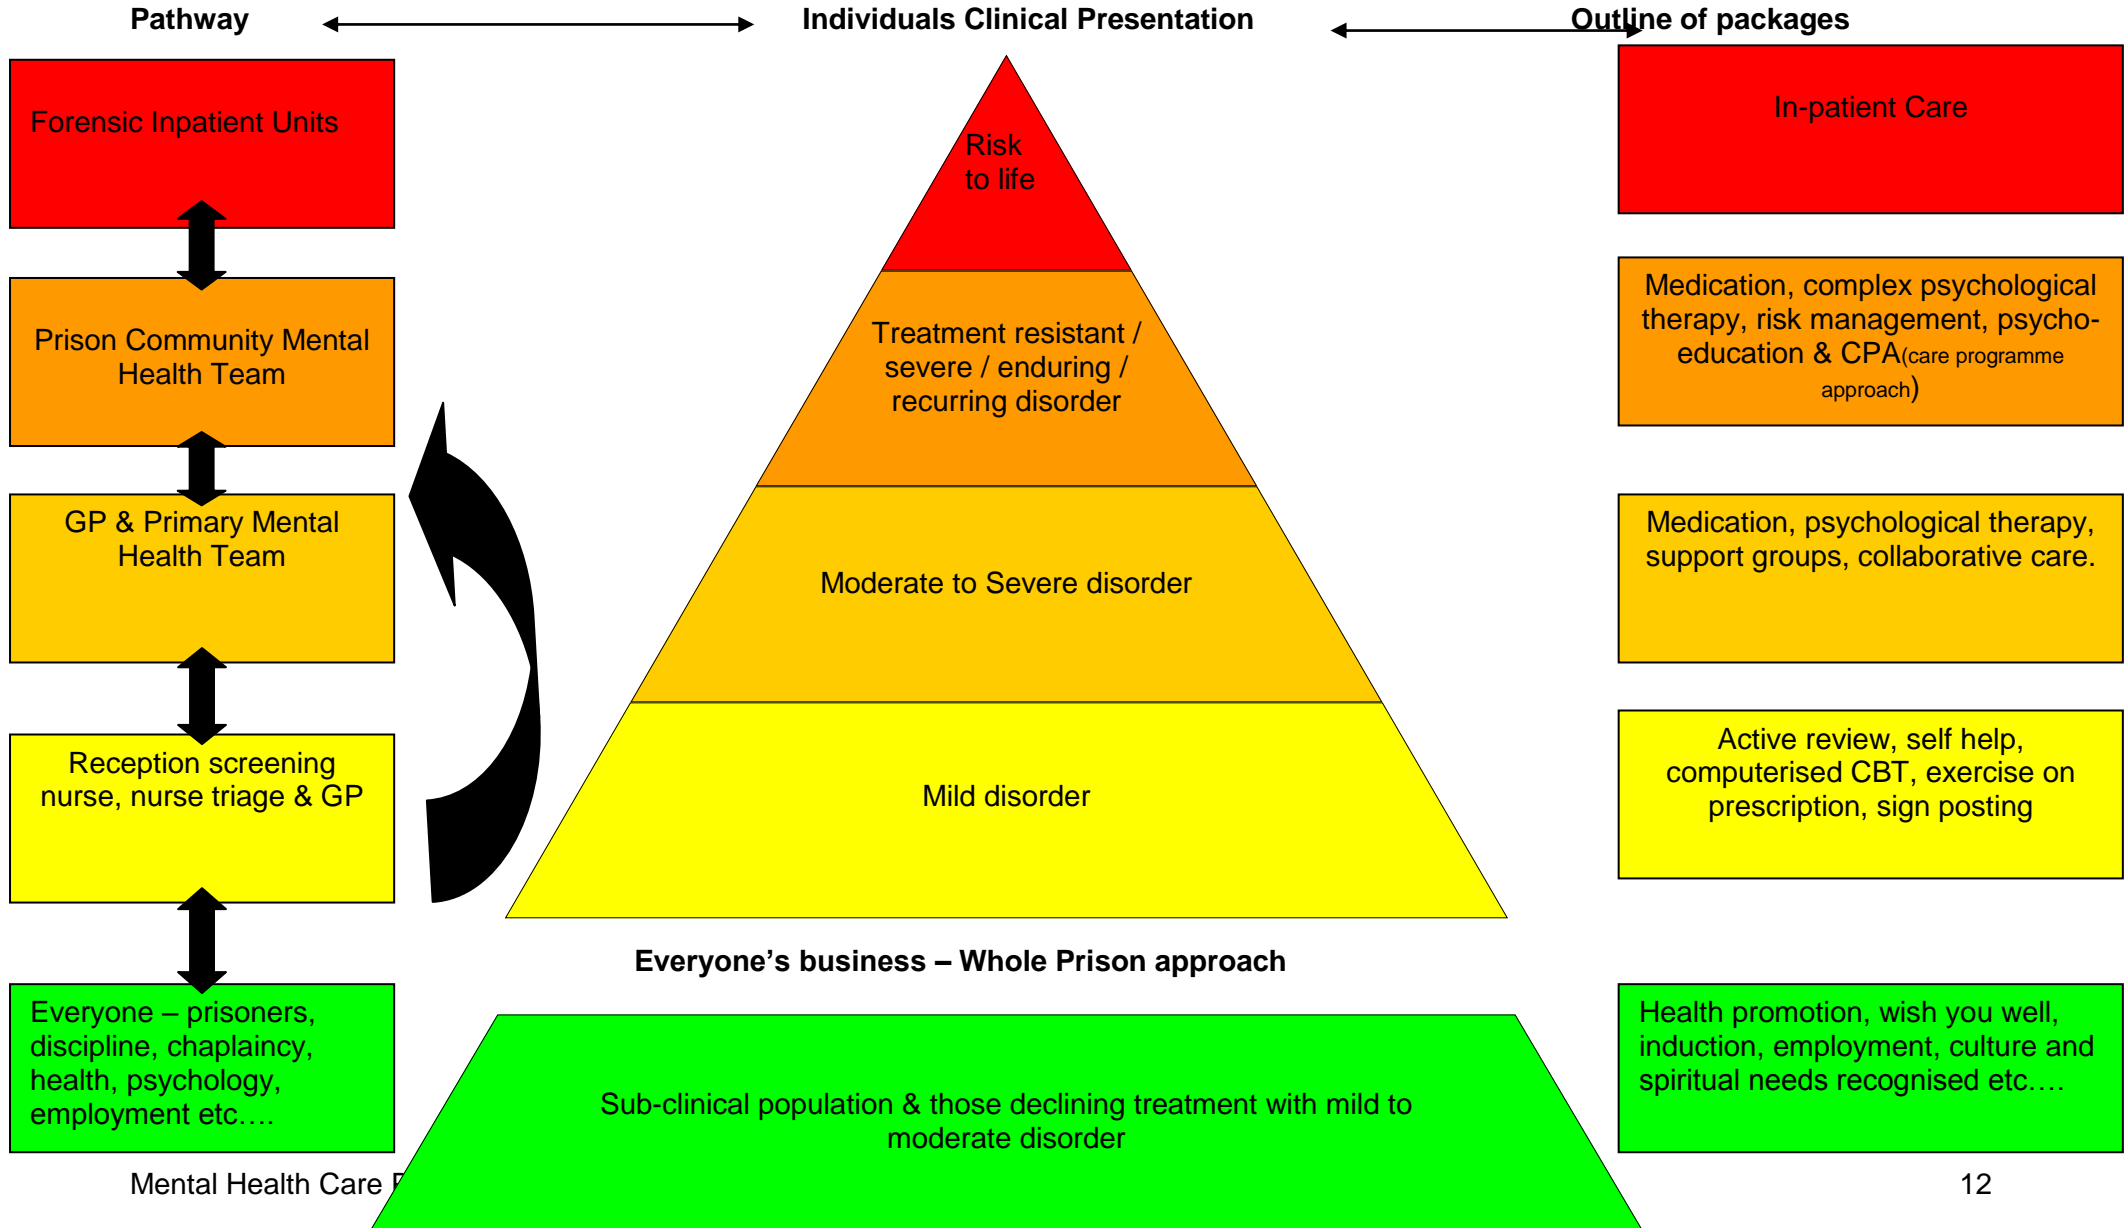 Pathway
Individuals Clinical Presentation
Outline of packages
Forensic Inpatient Units
Risk
to life
In-patient Care
Prison Community Mental
Health Team
Treatment resistant /
severe / enduring /
recurring disorder
Medication, complex psychological
therapy, risk management, psycho-
education & CPA(care programme
approach)
GP & Primary Mental
Health Team
Moderate to Severe disorder
Medication, psychological therapy,
support groups, collaborative care.
Reception screening
nurse, nurse triage & GP
Mild disorder
Active review, self help,
computerised CBT, exercise on
prescription, sign posting
Everyone’s business – Whole Prison approach
Everyone – prisoners,
discipline, chaplaincy,
health, psychology,
employment etc….
Sub-clinical population & those declining treatment with mild to
moderate disorder
Health promotion, wish you well,
induction, employment, culture and
spiritual needs recognised etc….
Mental Health Care
12